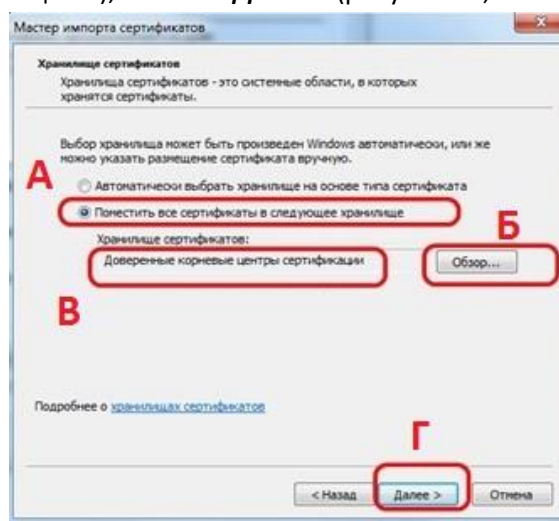 Мастер импорта сертификатов
Хранилище сертификатов
Хранилища сертификатов - это системные области, в которых
хранятся сертификаты.
Выбор хранилища может быть произведен Windows автоматически, или же
можно указать размещение сертификата вручную.
А
Автоматически выбрать хранилище на основе типа сертификата
Поместить все сертификаты в следующее хранилище
Б
Хранилище сертификатов:
Доверенные корневые центры сертификации
Обзор...
В
Подробнее о хранилищах сертификатов
Г
< Назад Далее > Отмена